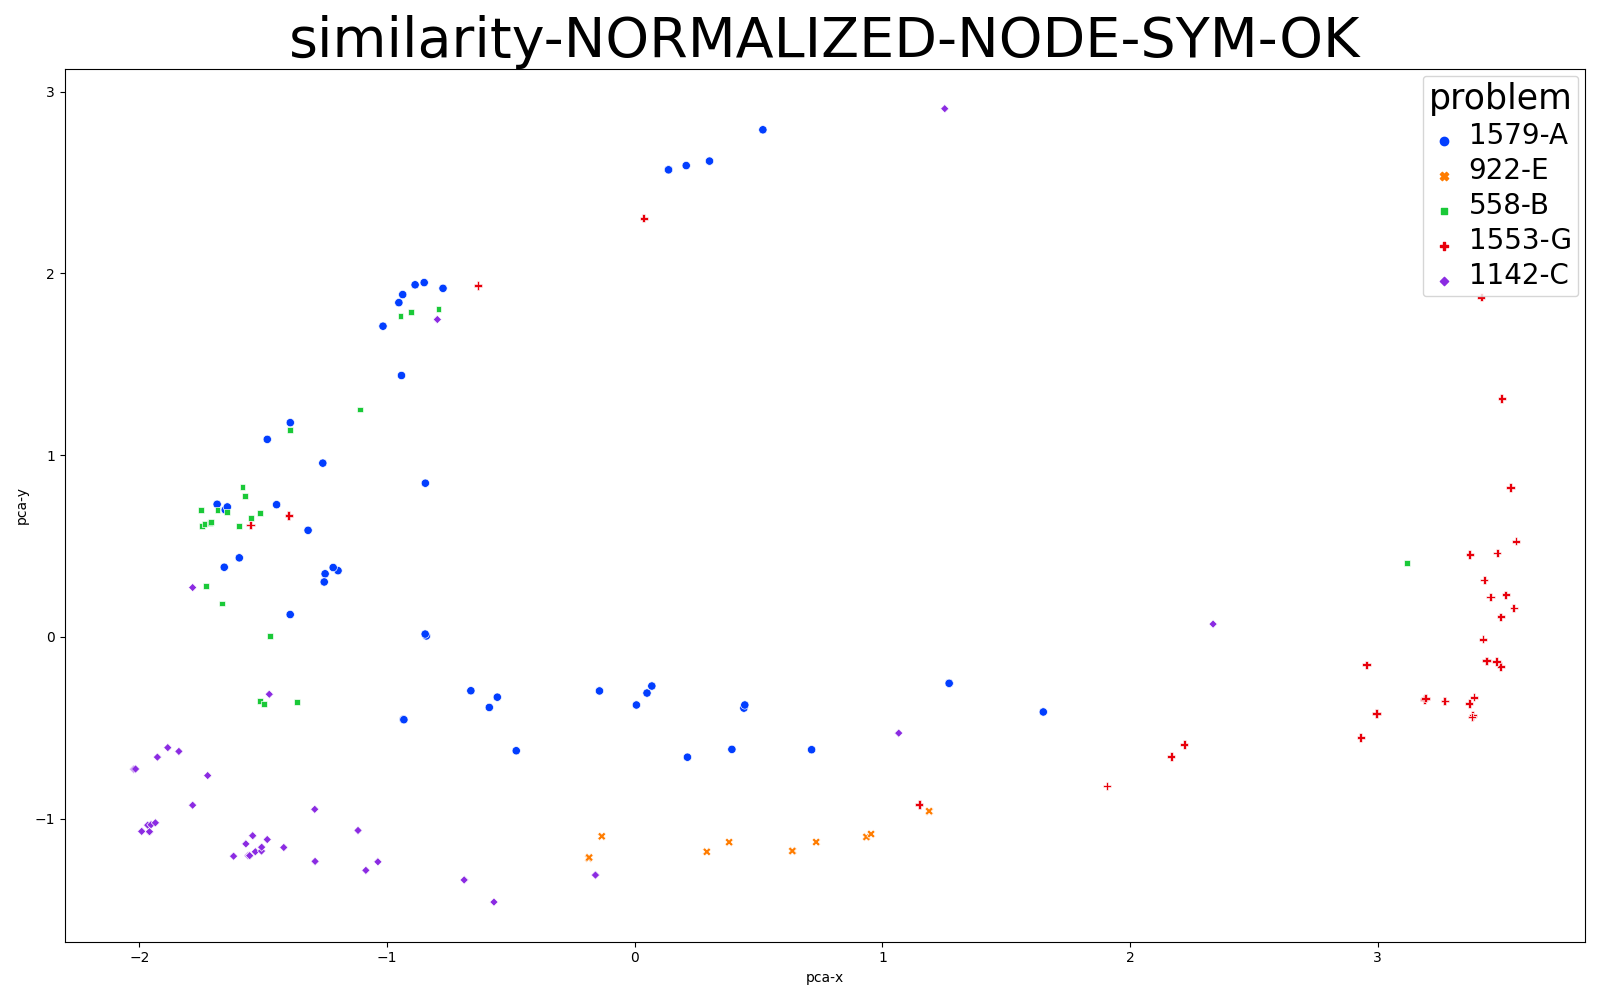 similarity-NORMALIZED-NODE-SYM-OK
problem
1579-A
922-E
558-B
1553-G
1142-C
3
2
1
0
−1
pca-y
−2
−1
0
1
2
3
pca-x